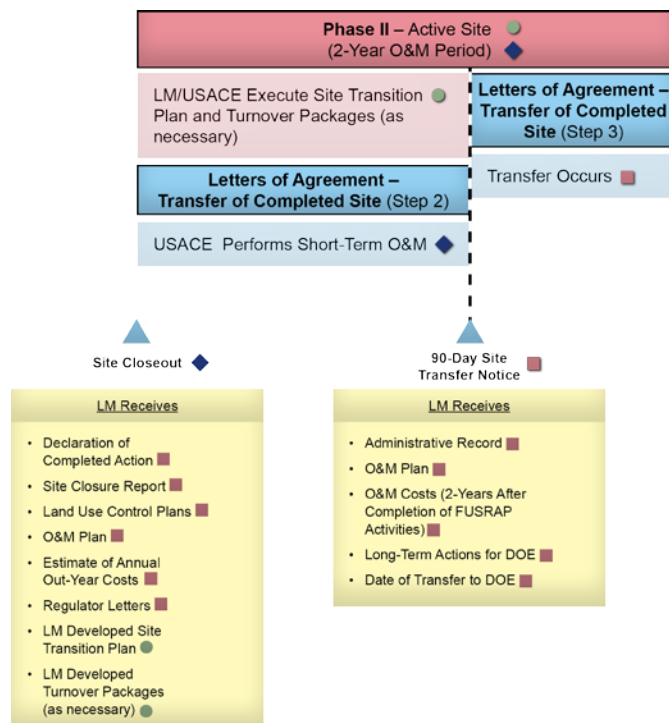 Phase II – Active Site
(2-Year O&M Period)
LM/USACE Execute Site Transition
Plan and Turnover Packages (as
necessary)
Letters of Agreement –
Transfer of Completed
Site (Step 3)
Letters of Agreement –
Transfer of Completed Site (Step 2)
Transfer Occurs
USACE Performs Short-Term O&M
Site Closeout
LM Receives
• Declaration of
Completed Action
• Site Closure Report
• Land Use Control Plans
• O&M Plan
• Estimate of Annual
Out-Year Costs
• Regulator Letters
• LM Developed Site
Transition Plan
• LM Developed
Turnover Packages
(as necessary)
90-Day Site
Transfer Notice
LM Receives
• Administrative Record
• O&M Plan
• O&M Costs (2-Years After
Completion of FUSRAP
Activities)
• Long-Term Actions for DOE
• Date of Transfer to DOE